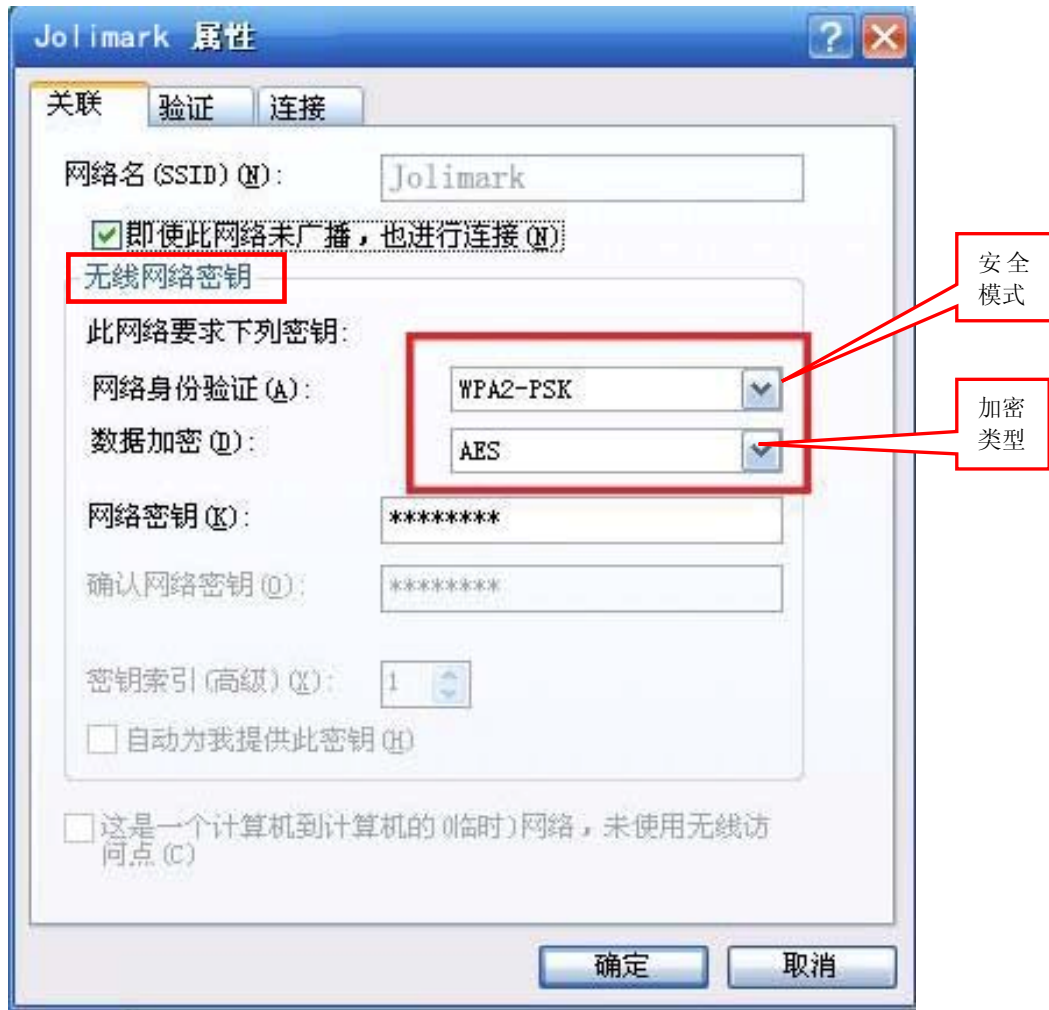 Jolimark 属性
关联 验证 连接
网络名(SSID)(N): Jolimark
即使此网络未广播，也进行连接(N)
无线网络密钥
安全
模式
此网络要求下列密钥:
网络身份验证(A): WPA2-PSK
加密
类型
数据加密(D): AES
网络密钥(K): ********
确认网络密钥(O): ********
密钥索引(高级)(X): 1
自动为我提供此密钥(H)
这是一个计算机到计算机的(临时)网络，未使用无线访
问点(C)
确定 取消